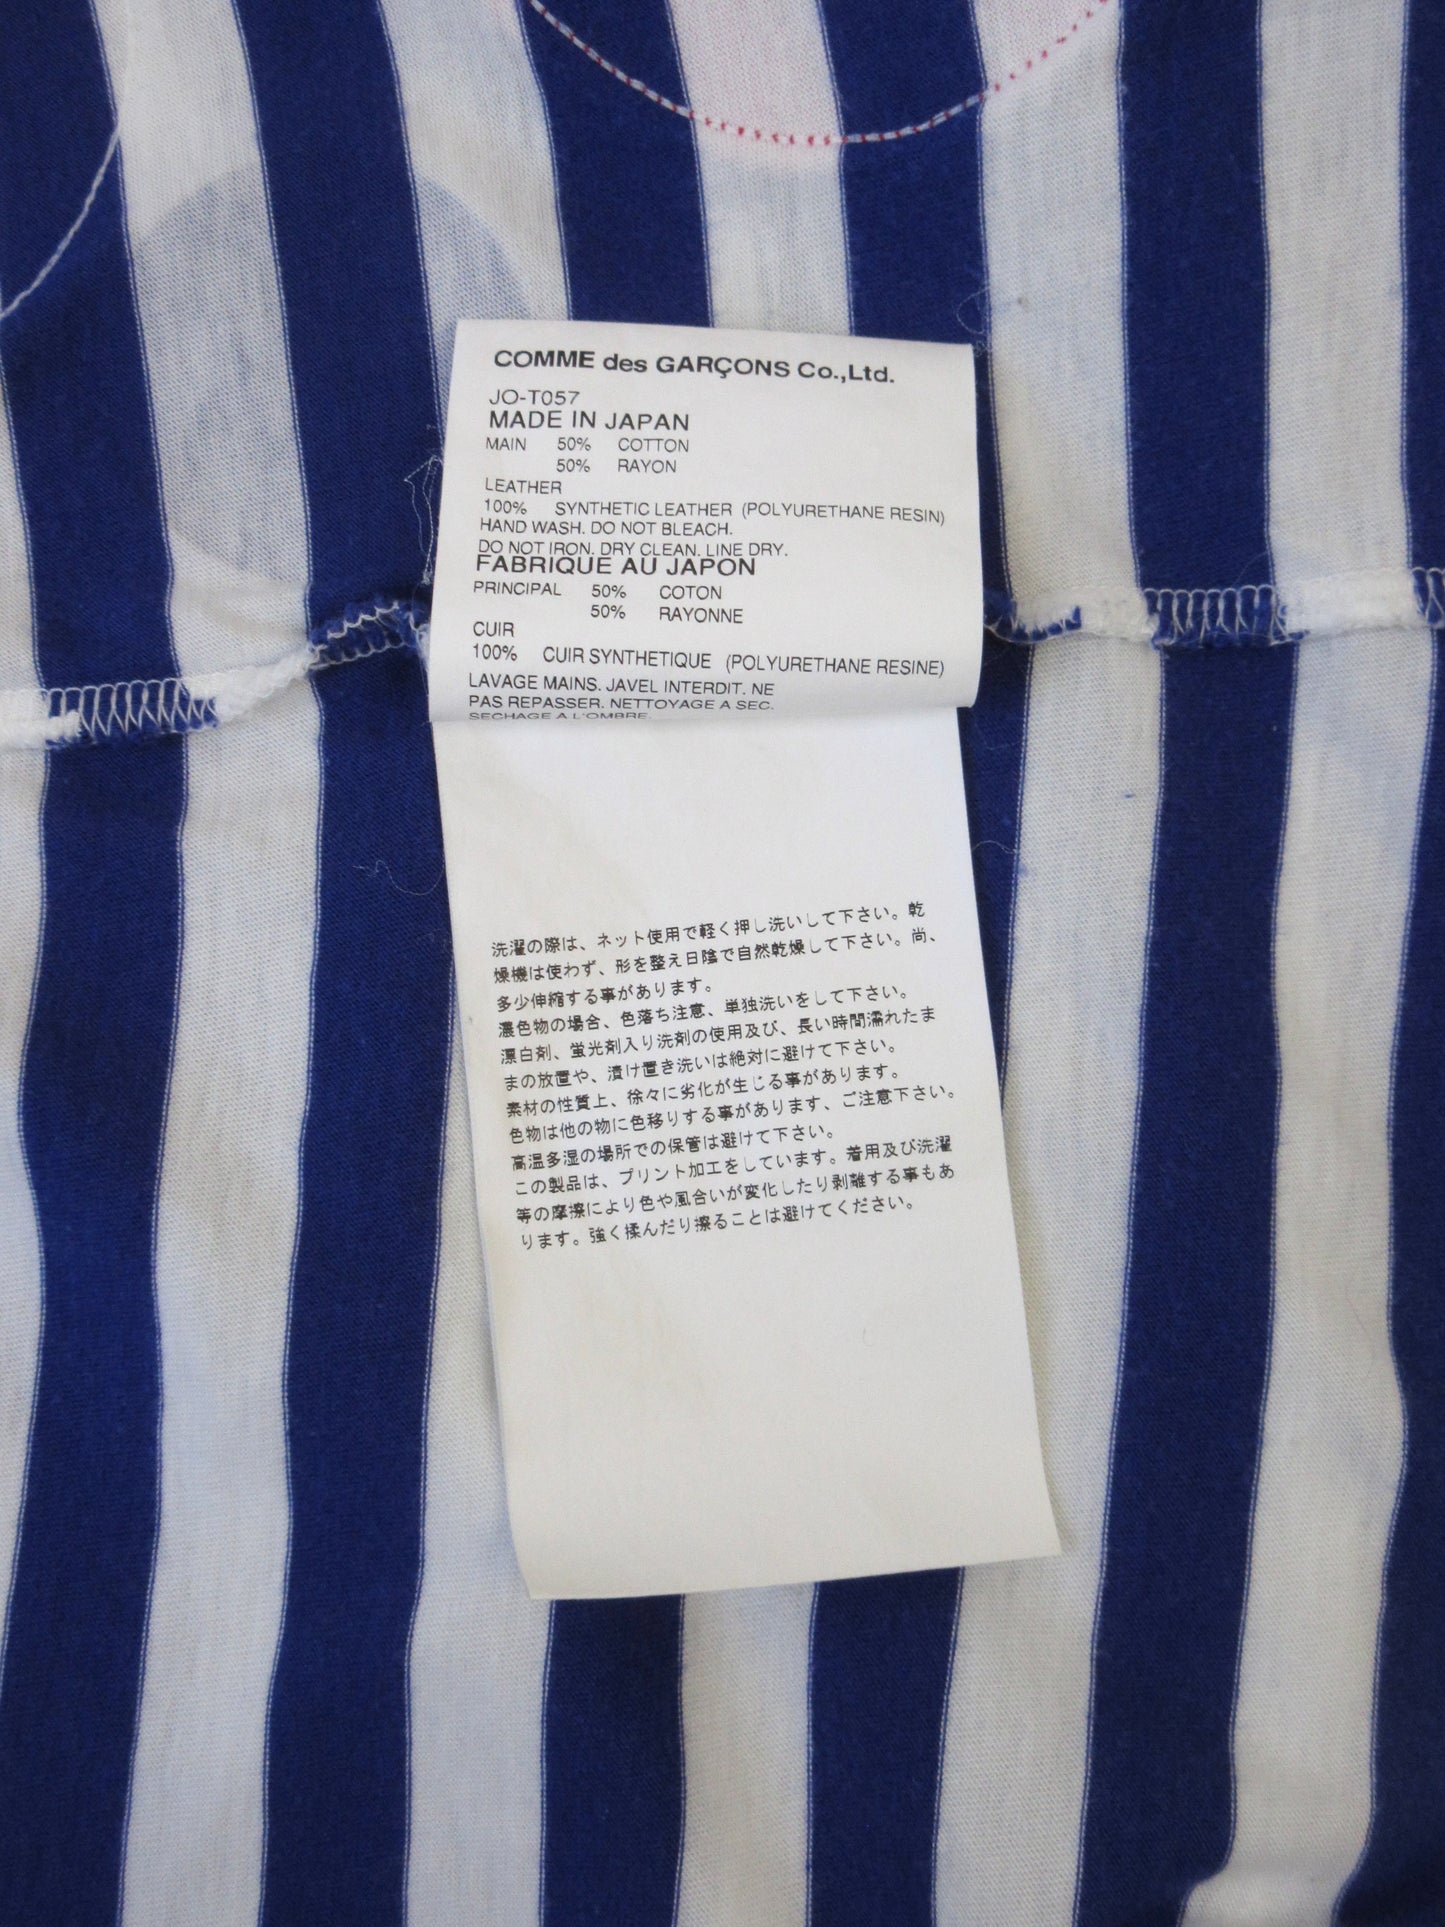 COMME des GARÇONS Co.,Ltd.
JO-T057
MADE IN JAPAN
MAIN 50% COTTON
50% RAYON
LEATHER
100% SYNTHETIC LEATHER (POLYURETHANE RESIN)
HAND WASH. DO NOT BLEACH.
DO NOT IRON. DRY CLEAN. LINE DRY.
FABRIQUE AU JAPON
PRINCIPAL 50% COTON
50% RAYONNE
CUIR
100% CUIR SYNTHETIQUE (POLYURETHANE RESINE)
LAVAGE MAINS. JAVEL INTERDIT. NE
PAS REPASSER. NETTOYAGE A SEC.
SECHAGE A L'OMBRE.
洗濯の際は、ネット使用で軽く押し洗いして下さい。乾
燥機は使わず、形を整え日陰で自然乾燥して下さい。尚、
多少伸縮する事があります。
濃色物の場合、色落ち注意、単独洗いをして下さい。
漂白剤、蛍光剤入り洗剤の使用及び、長い時間濡れたま
まの放置や、漬け置き洗いは絶対に避けて下さい。
素材の性質上、徐々に劣化が生じる事があります。
色物は他の物に色移りする事があります、ご注意下さい。
高温多湿の場所での保管は避けて下さい。
この製品は、プリント加工をしています。着用及び洗濯
等の摩擦により色や風合いが変化したり剥離する事もあ
ります。強く揉んだり擦ることは避けてください。